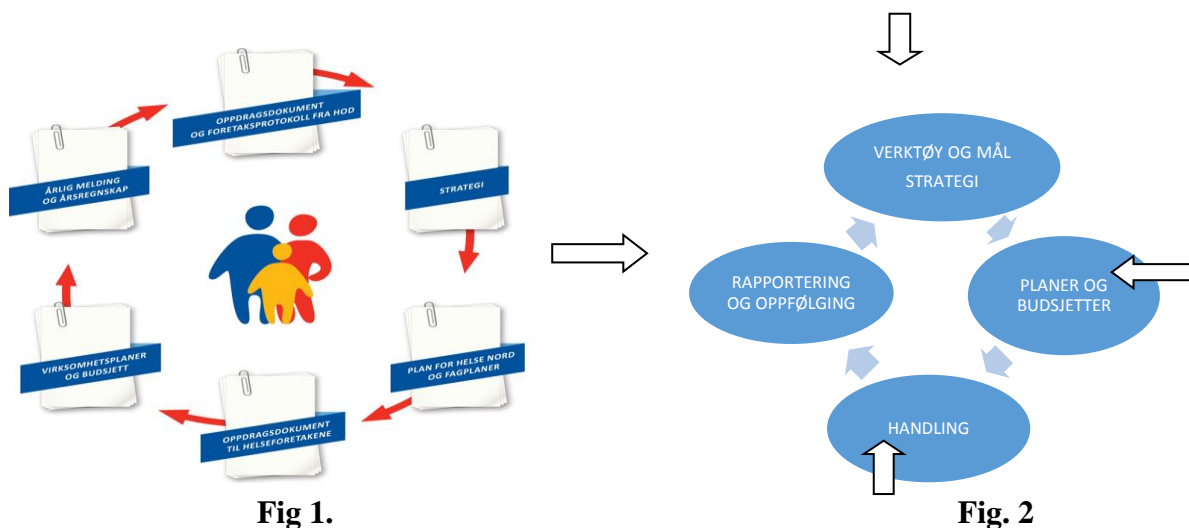 OPPDRAGSDOKUMENT
OG FORETAKSPROTOKOLL FRA HOD
STRATEGI
PLAN FOR HELSE NORD
OG FAGPLANER
OPPDRAGSDOKUMENT
TIL HELSEFORETAKENE
VIRKSOMHETSPLANER
OG BUDSJETT
ÅRLIG MELDING
OG ÅRSREGNSKAP
Fig 1.
VERKTØY OG MÅL
STRATEGI
PLANER OG
BUDSJETTER
HANDLING
RAPPORTERING
OG OPPFØLGING
Fig. 2